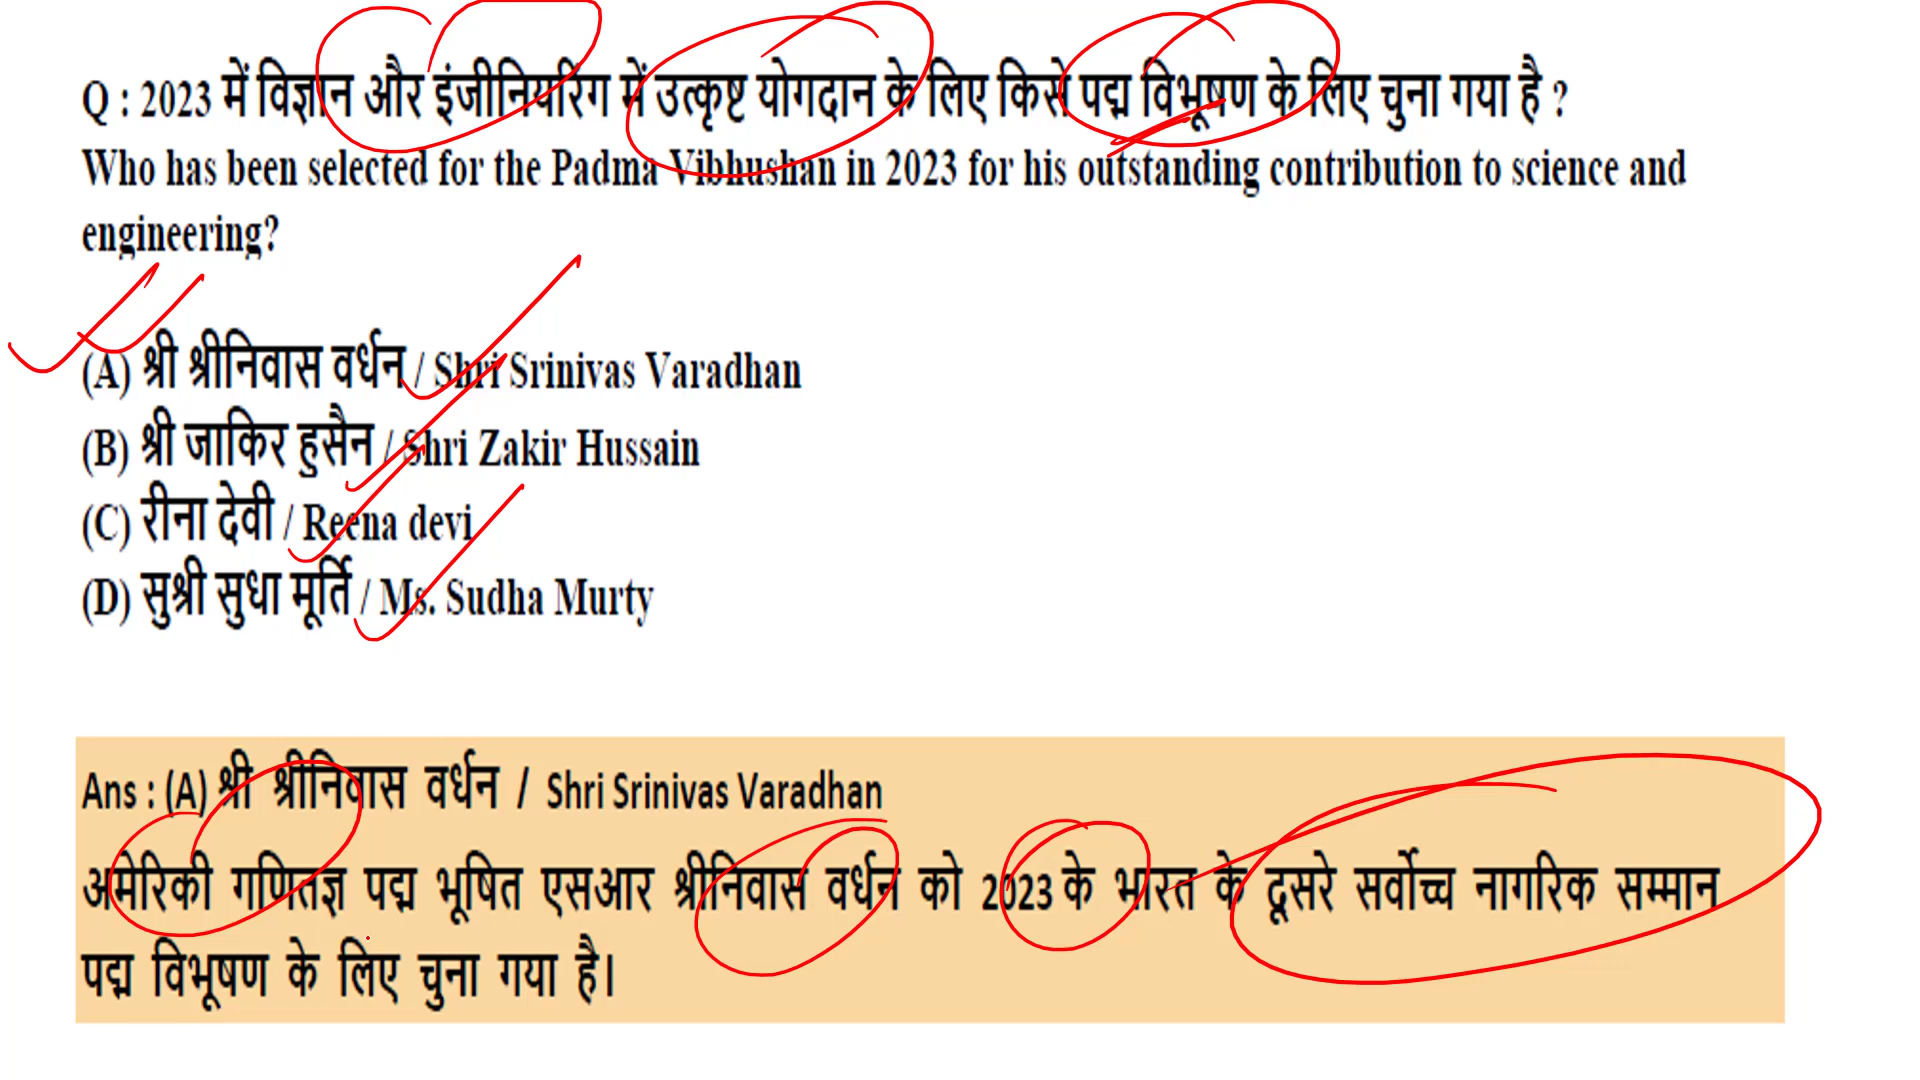 Q : 2023 में विज्ञान और इंजीनियरिंग में उत्कृष्ट योगदान के लिए किसे पद्म विभूषण के लिए चुना गया है ?
Who has been selected for the Padma Vibhushan in 2023 for his outstanding contribution to science and
engineering?
(A) श्री श्रीनिवास वर्धन / Shri Srinivas Varadhan
(B) श्री जाकिर हुसैन / Shri Zakir Hussain
(C) रीना देवी / Reena devi
(D) सुश्री सुधा मूर्ति / Ms. Sudha Murty
Ans : (A) श्री श्रीनिवास वर्धन / Shri Srinivas Varadhan
अमेरिकी गणितज्ञ पद्म भूषित एसआर श्रीनिवास वर्धन को 2023 के भारत के दूसरे सर्वोच्च नागरिक सम्मान
पद्म विभूषण के लिए चुना गया है।